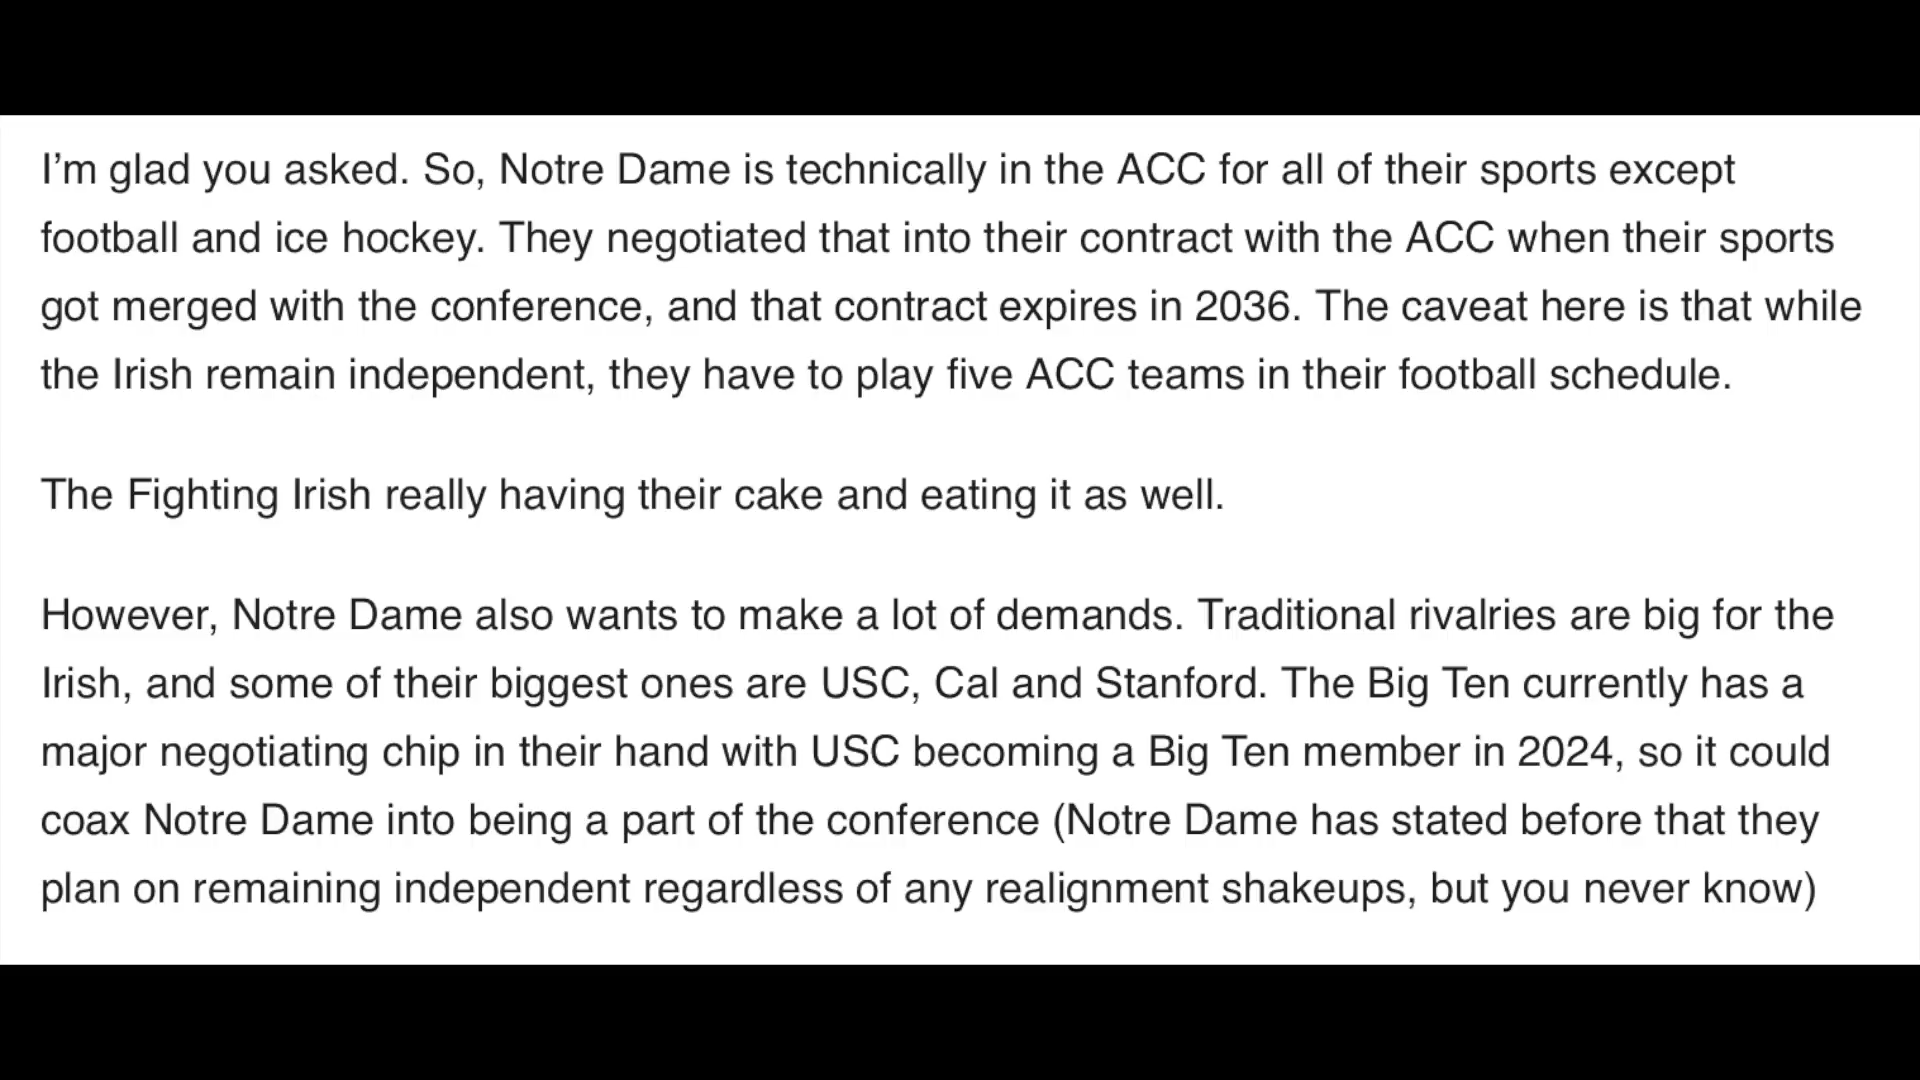 I’m glad you asked. So, Notre Dame is technically in the ACC for all of their sports except
football and ice hockey. They negotiated that into their contract with the ACC when their sports
got merged with the conference, and that contract expires in 2036. The caveat here is that while
the Irish remain independent, they have to play five ACC teams in their football schedule.
The Fighting Irish really having their cake and eating it as well.
However, Notre Dame also wants to make a lot of demands. Traditional rivalries are big for the
Irish, and some of their biggest ones are USC, Cal and Stanford. The Big Ten currently has a
major negotiating chip in their hand with USC becoming a Big Ten member in 2024, so it could
coax Notre Dame into being a part of the conference (Notre Dame has stated before that they
plan on remaining independent regardless of any realignment shakeups, but you never know)